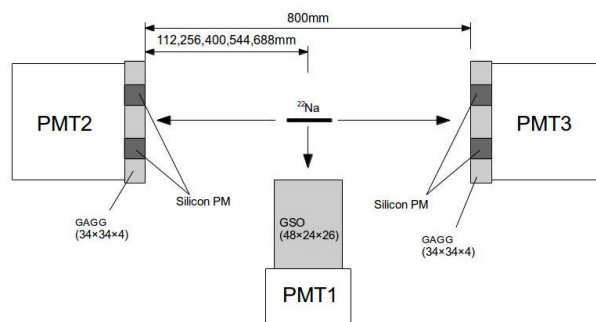 800mm
112,256,400,544,688mm
²²Na
PMT2
PMT3
Silicon PM
Silicon PM
GAGG
(34×34×4)
GSO
(48×24×26)
GAGG
(34×34×4)
PMT1